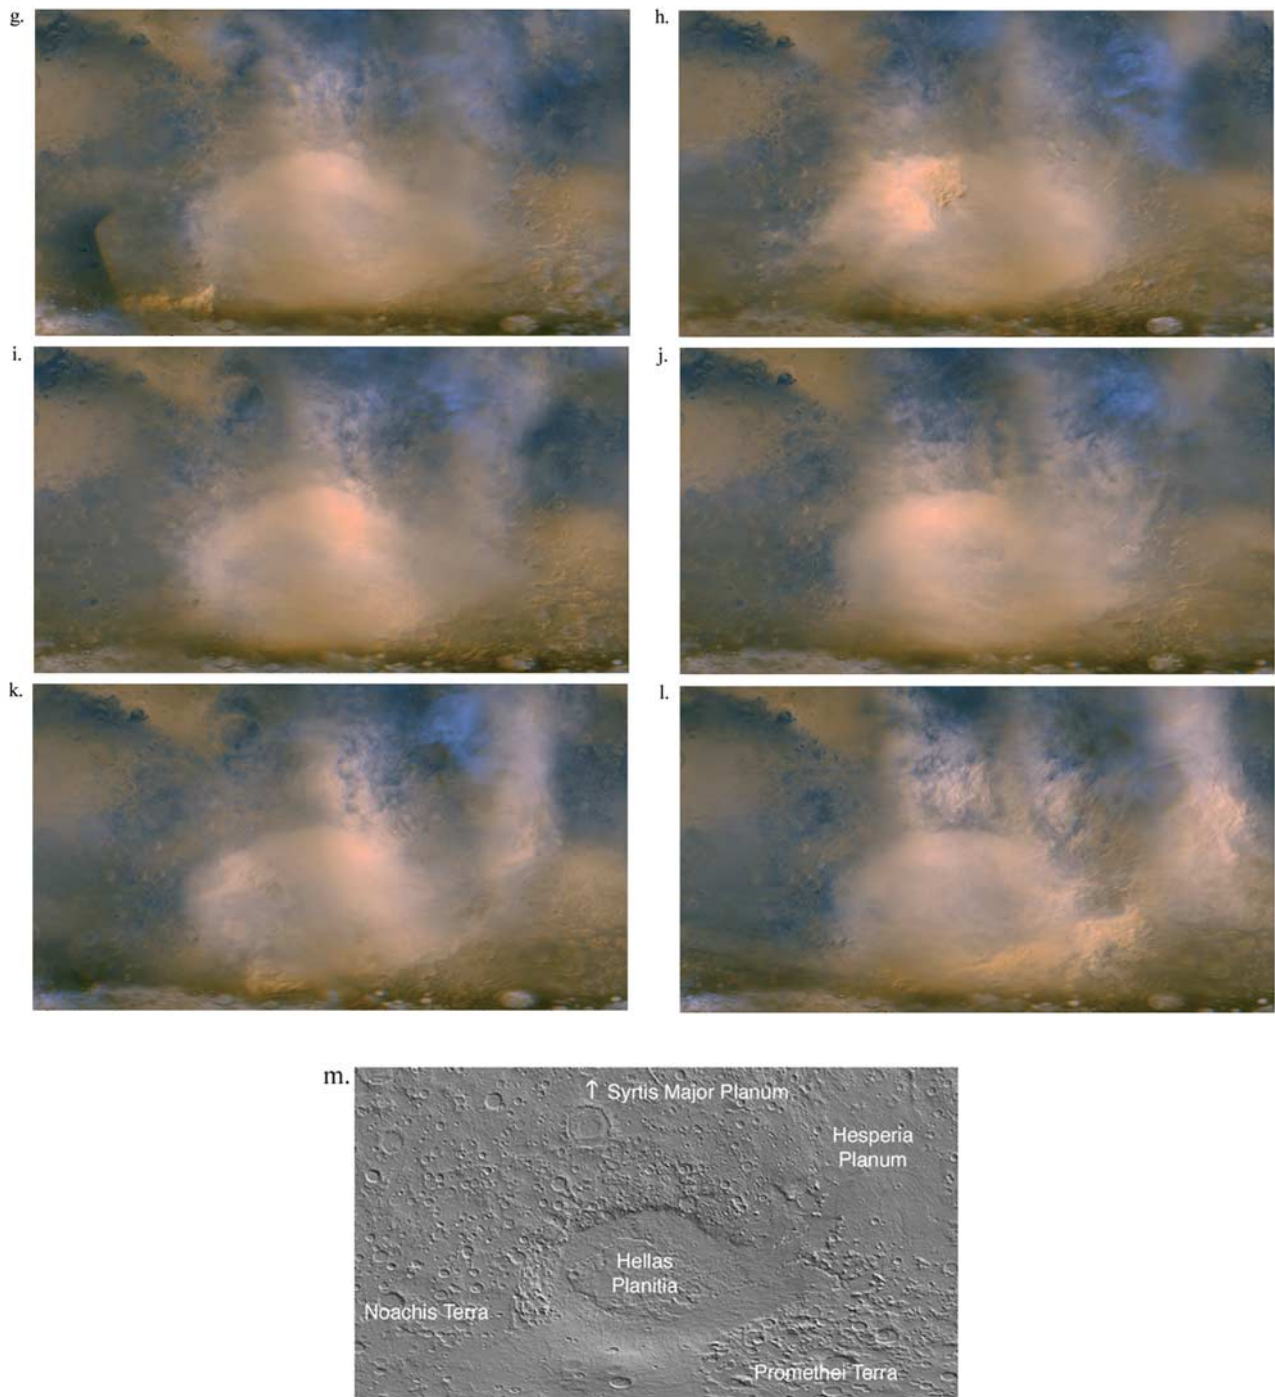 g.
h.
i.
j.
k.
l.
m.
↑ Syrtis Major Planum
Hesperia
Planum
Hellas
Planitia
Noachis Terra
Promethei Terra